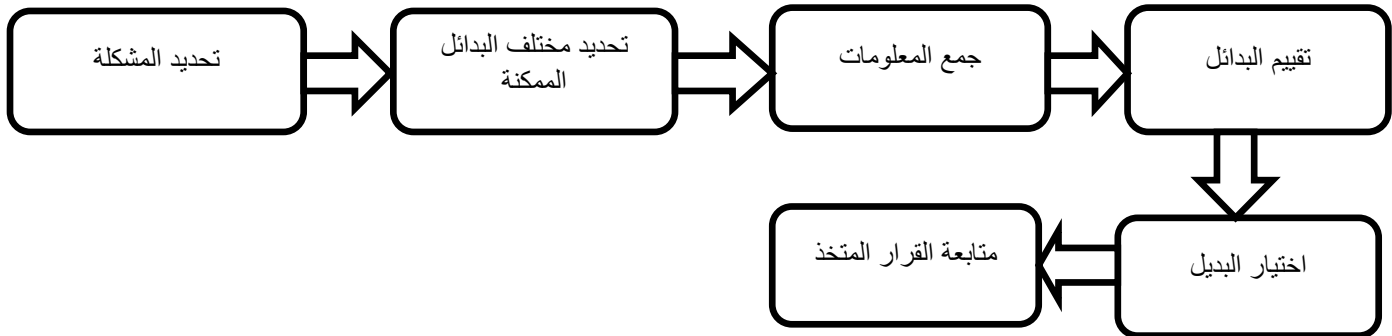 تحديد المشكلة
تحديد مختلف البدائل
الممكنة
جمع المعلومات
تقييم البدائل
اختيار البديل
متابعة القرار المتخذ